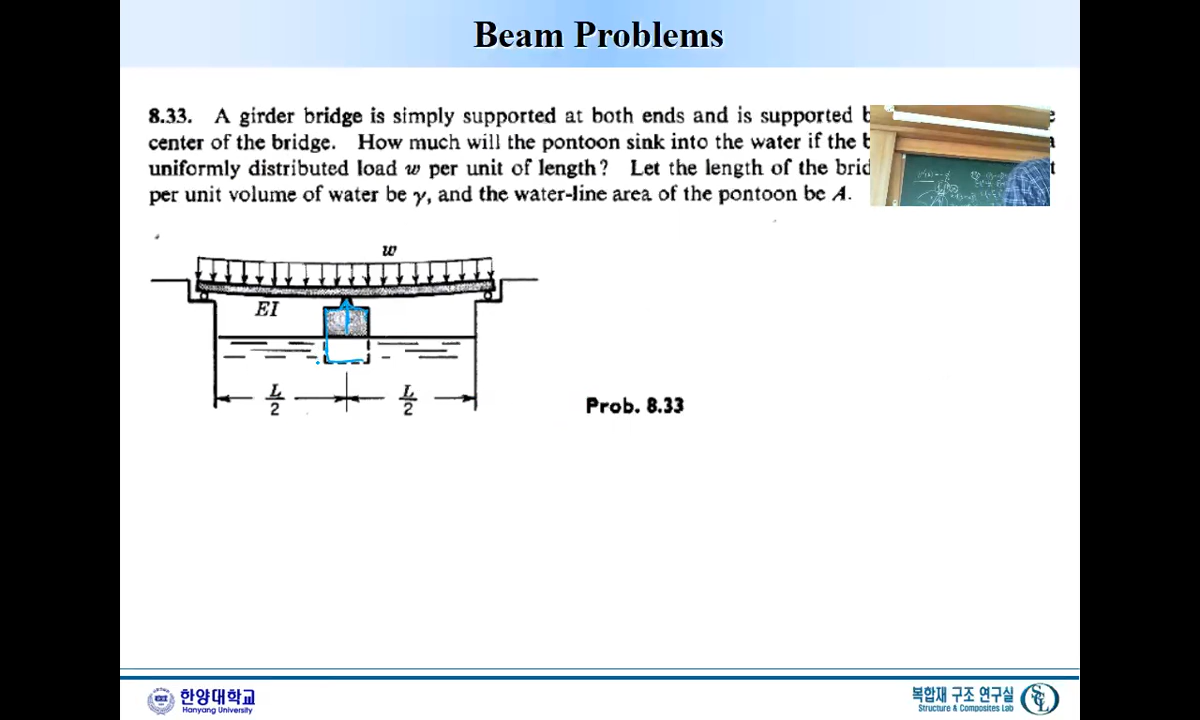 Beam Problems
8.33. A girder bridge is simply supported at both ends and is supported
center of the bridge. How much will the pontoon sink into the water if the
uniformly distributed load w per unit of length? Let the length of the
per unit volume of water be γ, and the water-line area of the pontoon be A.
w
EI
L/2 L/2
Prob. 8.33
한양대학교 복합재 구조 연구실
Hanyang University Structure & Composites Lab